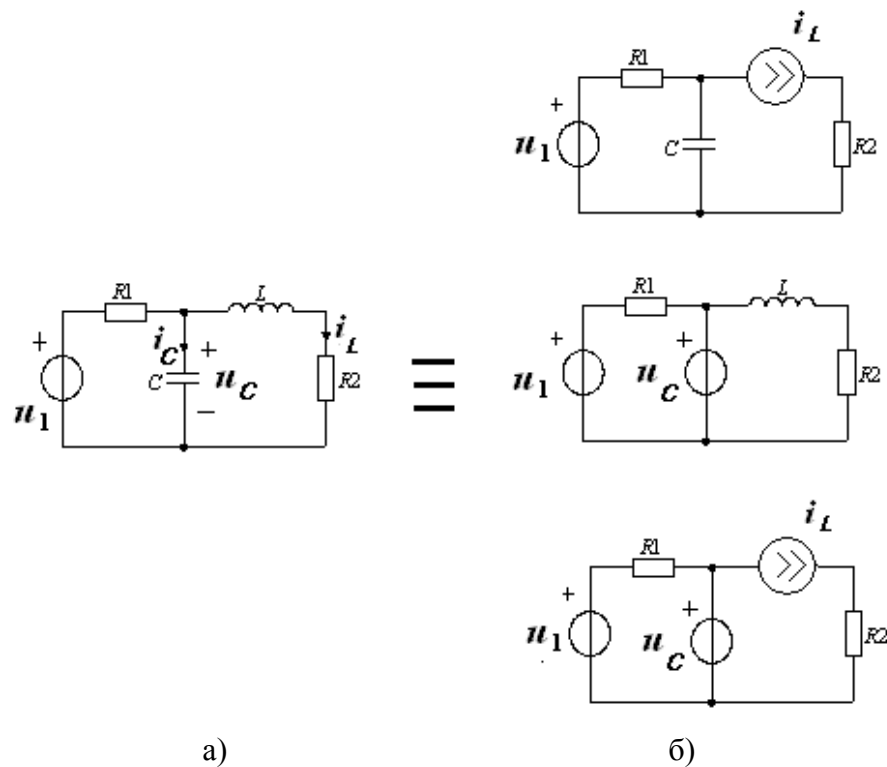 i_L
R1
+
u_1
C
R2
R1
L
+
i_C
+
i_L
C
u_C
R2
u_1
−
R1
L
+
+
u_1
u_C
R2
i_L
R1
+
+
u_1
u_C
R2
а)
б)